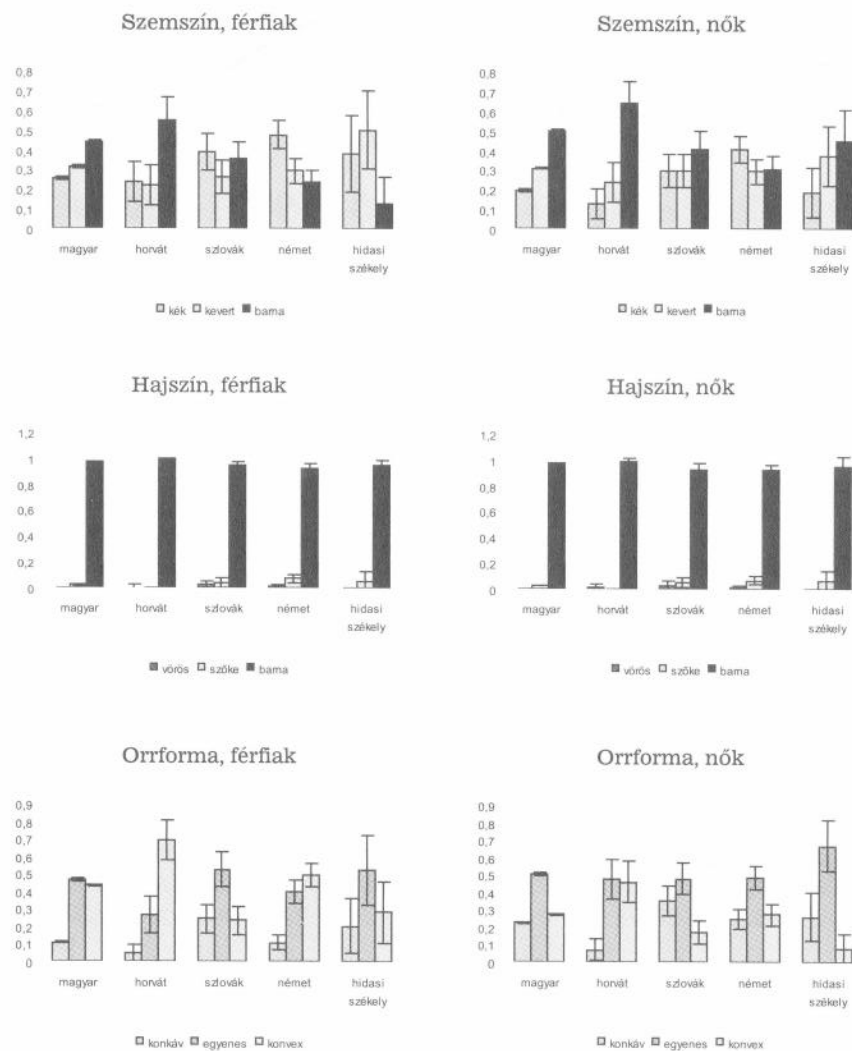 Szemszín, férfiak
0,8
0,7
0,6
0,5
0,4
0,3
0,2
0,1
0
magyar horvát szlovák német hidasi
székely
kék kevert barna
Szemszín, nők
0,8
0,7
0,6
0,5
0,4
0,3
0,2
0,1
0
magyar horvát szlovák német hidasi
székely
kék kevert barna
Hajszín, férfiak
1,2
1
0,8
0,6
0,4
0,2
0
magyar horvát szlovák német hidasi
székely
vörös szőke barna
Hajszín, nők
1,2
1
0,8
0,6
0,4
0,2
0
magyar horvát szlovák német hidasi
székely
vörös szőke barna
Orrforma, férfiak
0,9
0,8
0,7
0,6
0,5
0,4
0,3
0,2
0,1
0
magyar horvát szlovák német hidasi
székely
konkáv egyenes konvex
Orrforma, nők
0,9
0,8
0,7
0,6
0,5
0,4
0,3
0,2
0,1
0
magyar horvát szlovák német hidasi
székely
konkáv egyenes konvex